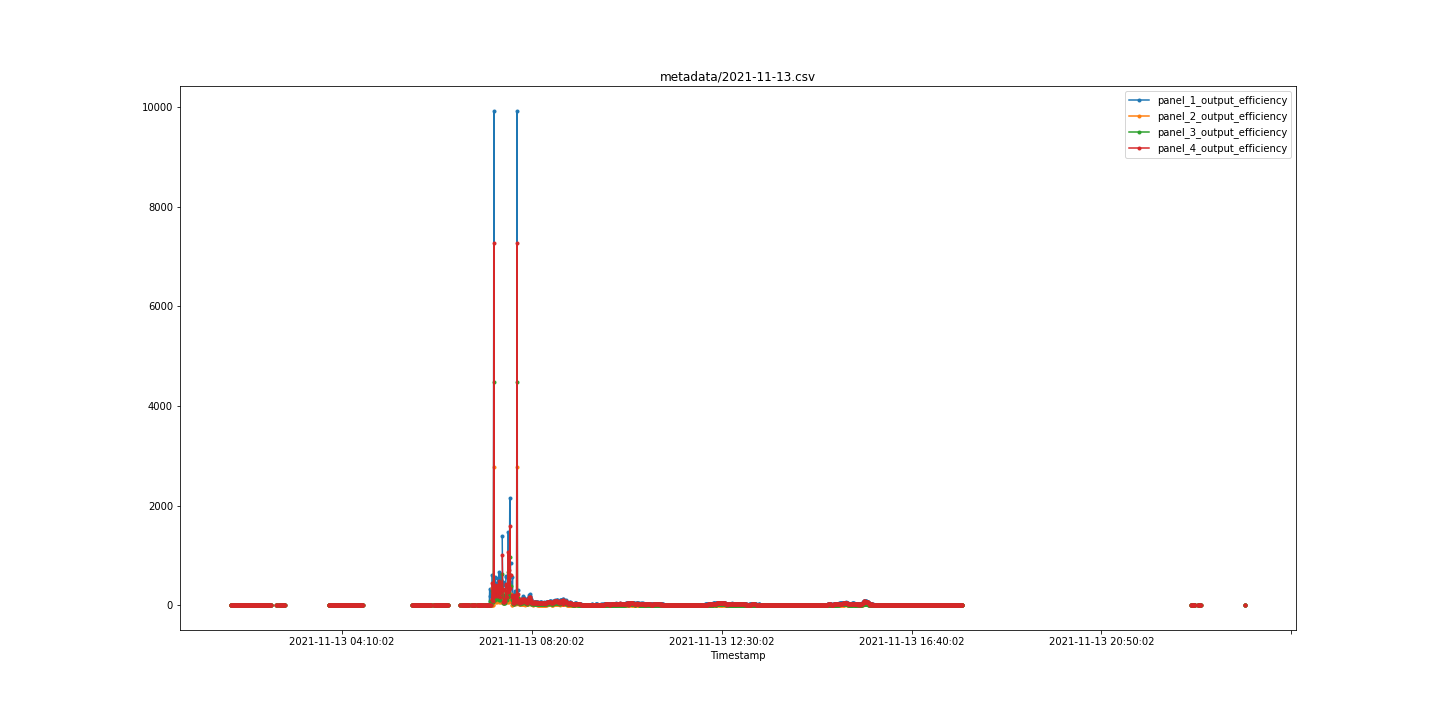 metadata/2021-11-13.csv
panel_1_output_efficiency
panel_2_output_efficiency
panel_3_output_efficiency
panel_4_output_efficiency
10000
8000
6000
4000
2000
0
2021-11-13 04:10:02 2021-11-13 08:20:02 2021-11-13 12:30:02 2021-11-13 16:40:02 2021-11-13 20:50:02
Timestamp